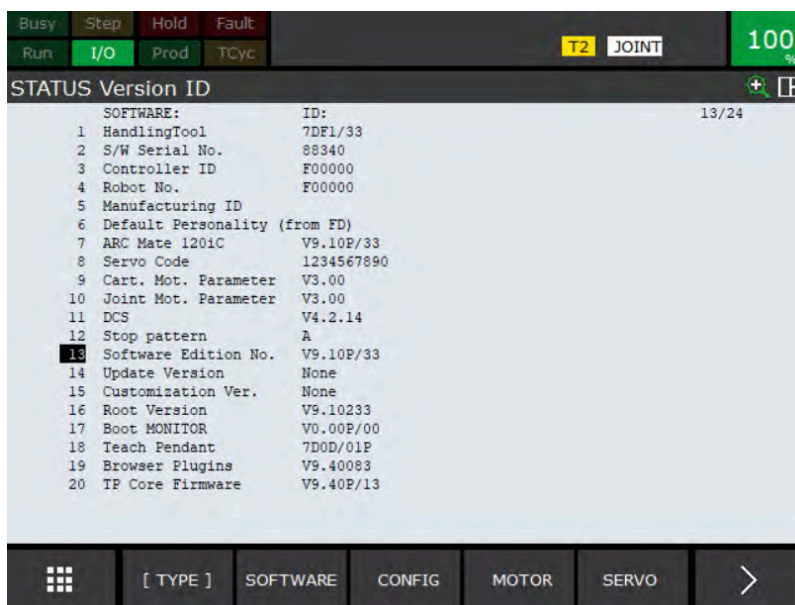 Busy Step Hold Fault
Run I/O Prod TCyc T2 JOINT 100 %
STATUS Version ID
SOFTWARE: ID: 13/24
1 HandlingTool 7DF1/33
2 S/W Serial No. 88340
3 Controller ID F00000
4 Robot No. F00000
5 Manufacturing ID
6 Default Personality (from FD)
7 ARC Mate 120iC V9.10P/33
8 Servo Code 1234567890
9 Cart. Mot. Parameter V3.00
10 Joint Mot. Parameter V3.00
11 DCS V4.2.14
12 Stop pattern A
13 Software Edition No. V9.10P/33
14 Update Version None
15 Customization Ver. None
16 Root Version V9.10233
17 Boot MONITOR V0.00P/00
18 Teach Pendant 7D0D/01P
19 Browser Plugins V9.40083
20 TP Core Firmware V9.40P/13
[ TYPE ] SOFTWARE CONFIG MOTOR SERVO >